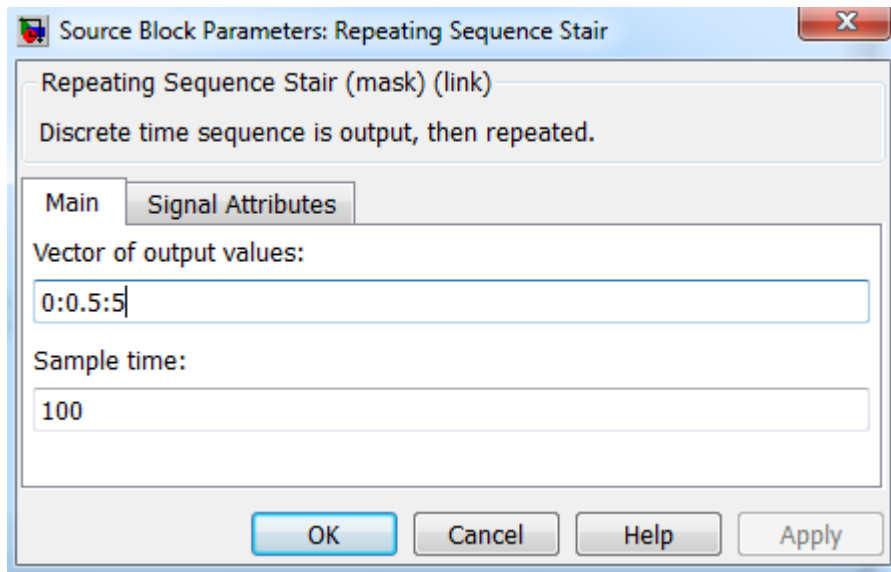 Source Block Parameters: Repeating Sequence Stair
Repeating Sequence Stair (mask) (link)
Discrete time sequence is output, then repeated.
Main Signal Attributes
Vector of output values:
0:0.5:5
Sample time:
100
OK Cancel Help Apply